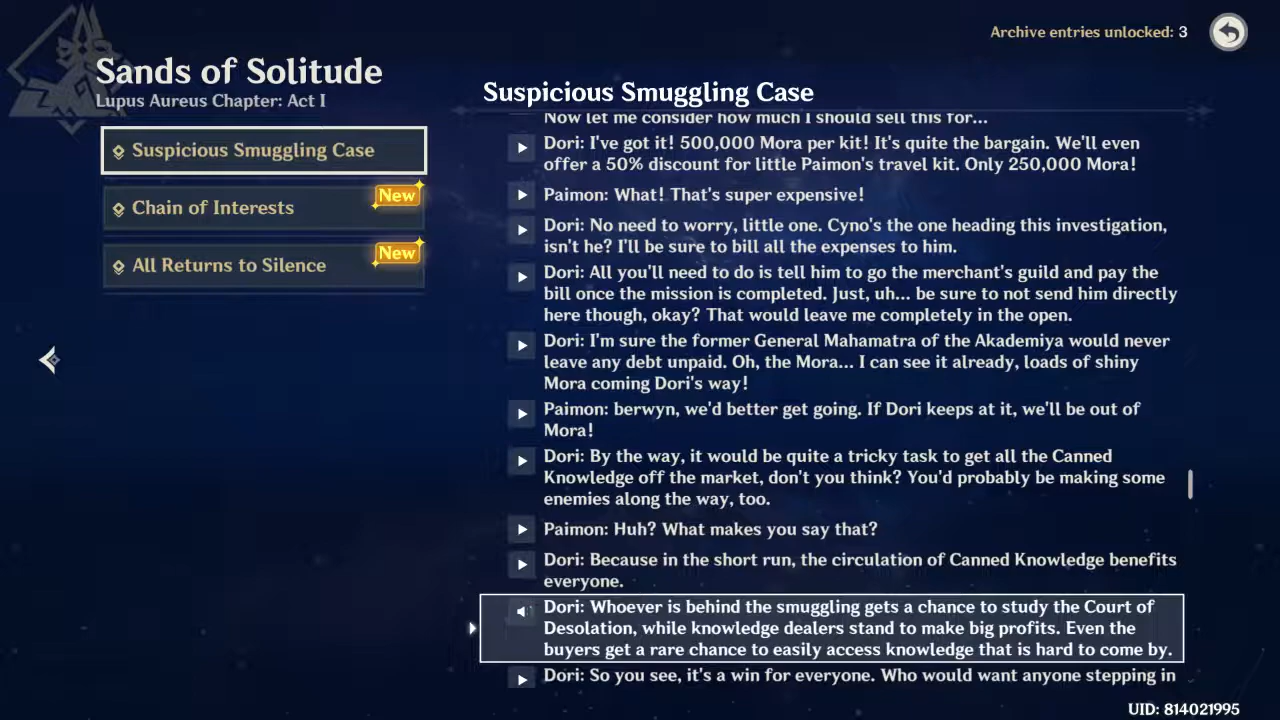 Archive entries unlocked: 3
Sands of Solitude
Lupus Aureus Chapter: Act I
Suspicious Smuggling Case
New
Chain of Interests
New
All Returns to Silence
Suspicious Smuggling Case
Now let me consider how much I should sell this for...
Dori: I've got it! 500,000 Mora per kit! It's quite the bargain. We'll even
offer a 50% discount for little Paimon's travel kit. Only 250,000 Mora!
Paimon: What! That's super expensive!
Dori: No need to worry, little one. Cyno's the one heading this investigation,
isn't he? I'll be sure to bill all the expenses to him.
Dori: All you'll need to do is tell him to go the merchant's guild and pay the
bill once the mission is completed. Just, uh... be sure to not send him directly
here though, okay? That would leave me completely in the open.
Dori: I'm sure the former General Mahamatra of the Akademiya would never
leave any debt unpaid. Oh, the Mora... I can see it already, loads of shiny
Mora coming Dori's way!
Paimon: berwyn, we'd better get going. If Dori keeps at it, we'll be out of
Mora!
Dori: By the way, it would be quite a tricky task to get all the Canned
Knowledge off the market, don't you think? You'd probably be making some
enemies along the way, too.
Paimon: Huh? What makes you say that?
Dori: Because in the short run, the circulation of Canned Knowledge benefits
everyone.
Dori: Whoever is behind the smuggling gets a chance to study the Court of
Desolation, while knowledge dealers stand to make big profits. Even the
buyers get a rare chance to easily access knowledge that is hard to come by.
Dori: So you see, it's a win for everyone. Who would want anyone stepping in
UID: 814021995